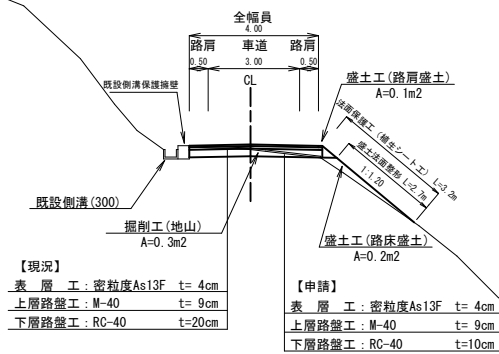 全幅員
4.00
路肩 車道 路肩
0.50 3.00 0.50
CL
既設側溝保護擁壁
盛土工(路肩盛土)
A=0.1m2
法面保護工(植生シート工) L=3.2m
盛土法面整形 L=2.7m
1:1.20
既設側溝(300)
掘削工(地山)
A=0.3m2
盛土工(路床盛土)
A=0.2m2
【現況】
表 層 工:密粒度As13F t= 4cm
上層路盤工:M-40 t= 9cm
下層路盤工:RC-40 t=20cm
【申請】
表 層 工:密粒度As13F t= 4cm
上層路盤工:M-40 t= 9cm
下層路盤工:RC-40 t=10cm